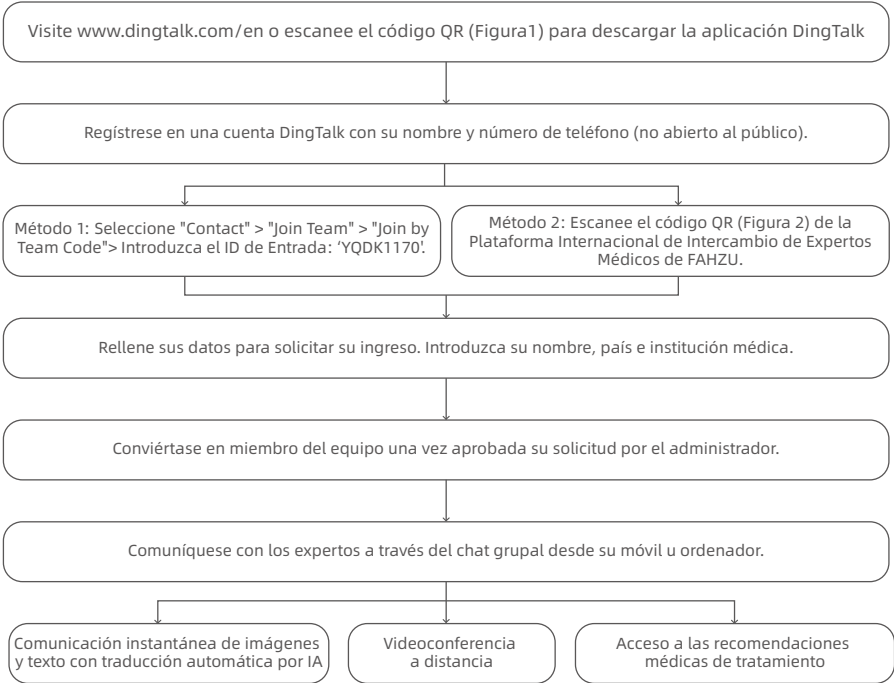 Visite www.dingtalk.com/en o escanee el código QR (Figura1) para descargar la aplicación DingTalk
Regístrese en una cuenta DingTalk con su nombre y número de teléfono (no abierto al público).
Método 1: Seleccione "Contact" > "Join Team" > "Join by
Team Code"> Introduzca el ID de Entrada: ‘YQDK1170'.
Método 2: Escanee el código QR (Figura 2) de la
Plataforma Internacional de Intercambio de Expertos
Médicos de FAHZU.
Rellene sus datos para solicitar su ingreso. Introduzca su nombre, país e institución médica.
Conviértase en miembro del equipo una vez aprobada su solicitud por el administrador.
Comuníquese con los expertos a través del chat grupal desde su móvil u ordenador.
Comunicación instantánea de imágenes
y texto con traducción automática por IA
Videoconferencia
a distancia
Acceso a las recomendaciones
médicas de tratamiento